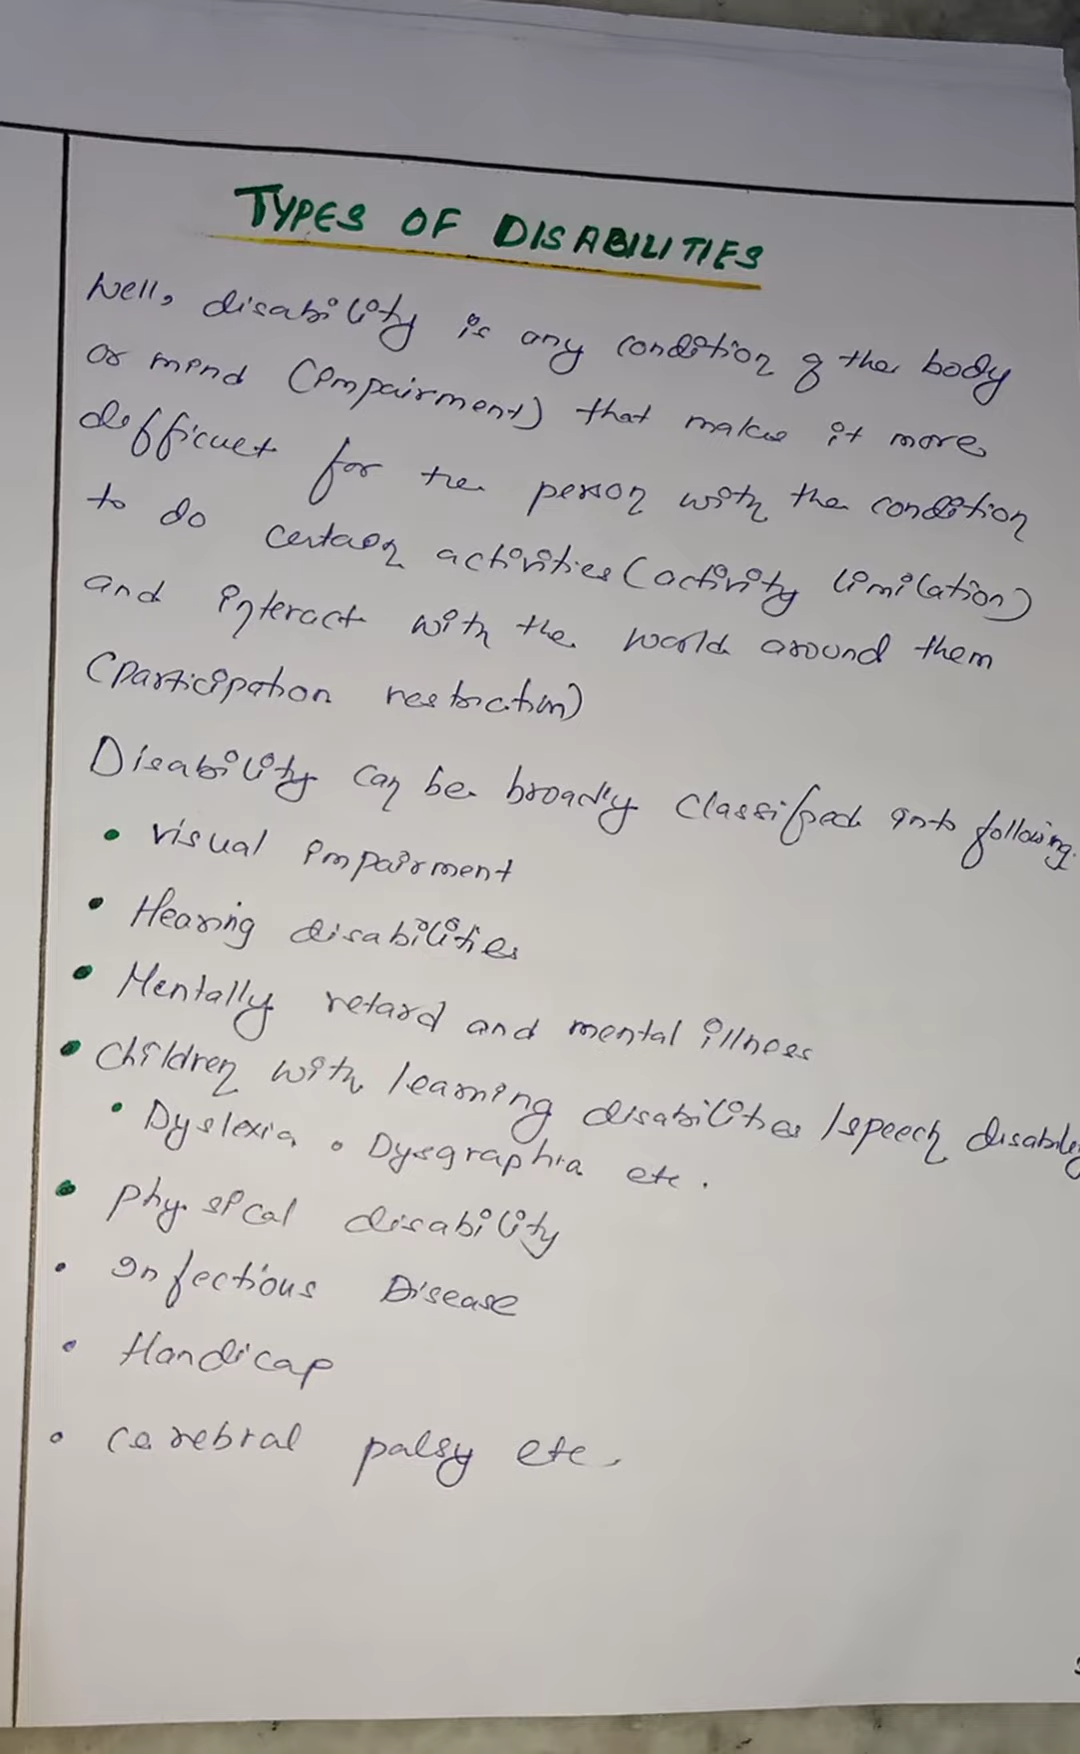 TYPES OF DISABILITIES
Well, disability is any condition of the body
or mind (impairment) that makes it more
difficult for the person with the condition
to do certain activities (activity limitation)
and interact with the world around them
(participation restriction)
Disability can be broadly classified into following.
• Visual impairment
• Hearing disabilities
• Mentally retard and mental illness
• Children with learning disabilities / speech disability
• Dyslexia • Dysgraphia etc.
• Physical disability
• Infectious Disease
• Handicap
• Cerebral palsy etc.